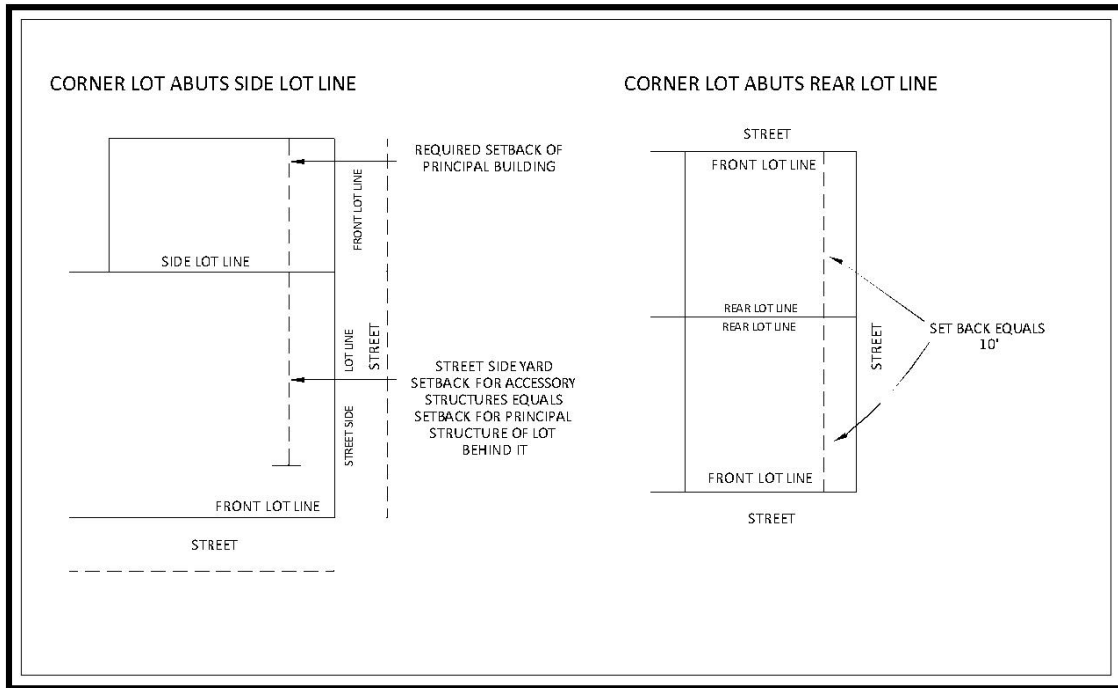 CORNER LOT ABUTS SIDE LOT LINE
REQUIRED SETBACK OF
PRINCIPAL BUILDING
FRONT LOT LINE
SIDE LOT LINE
LOT LINE
STREET
STREET SIDE
STREET SIDE YARD
SETBACK FOR ACCESSORY
STRUCTURES EQUALS
SETBACK FOR PRINCIPAL
STRUCTURE OF LOT
BEHIND IT
FRONT LOT LINE
STREET
CORNER LOT ABUTS REAR LOT LINE
STREET
FRONT LOT LINE
REAR LOT LINE
REAR LOT LINE
STREET
SET BACK EQUALS
10'
FRONT LOT LINE
STREET